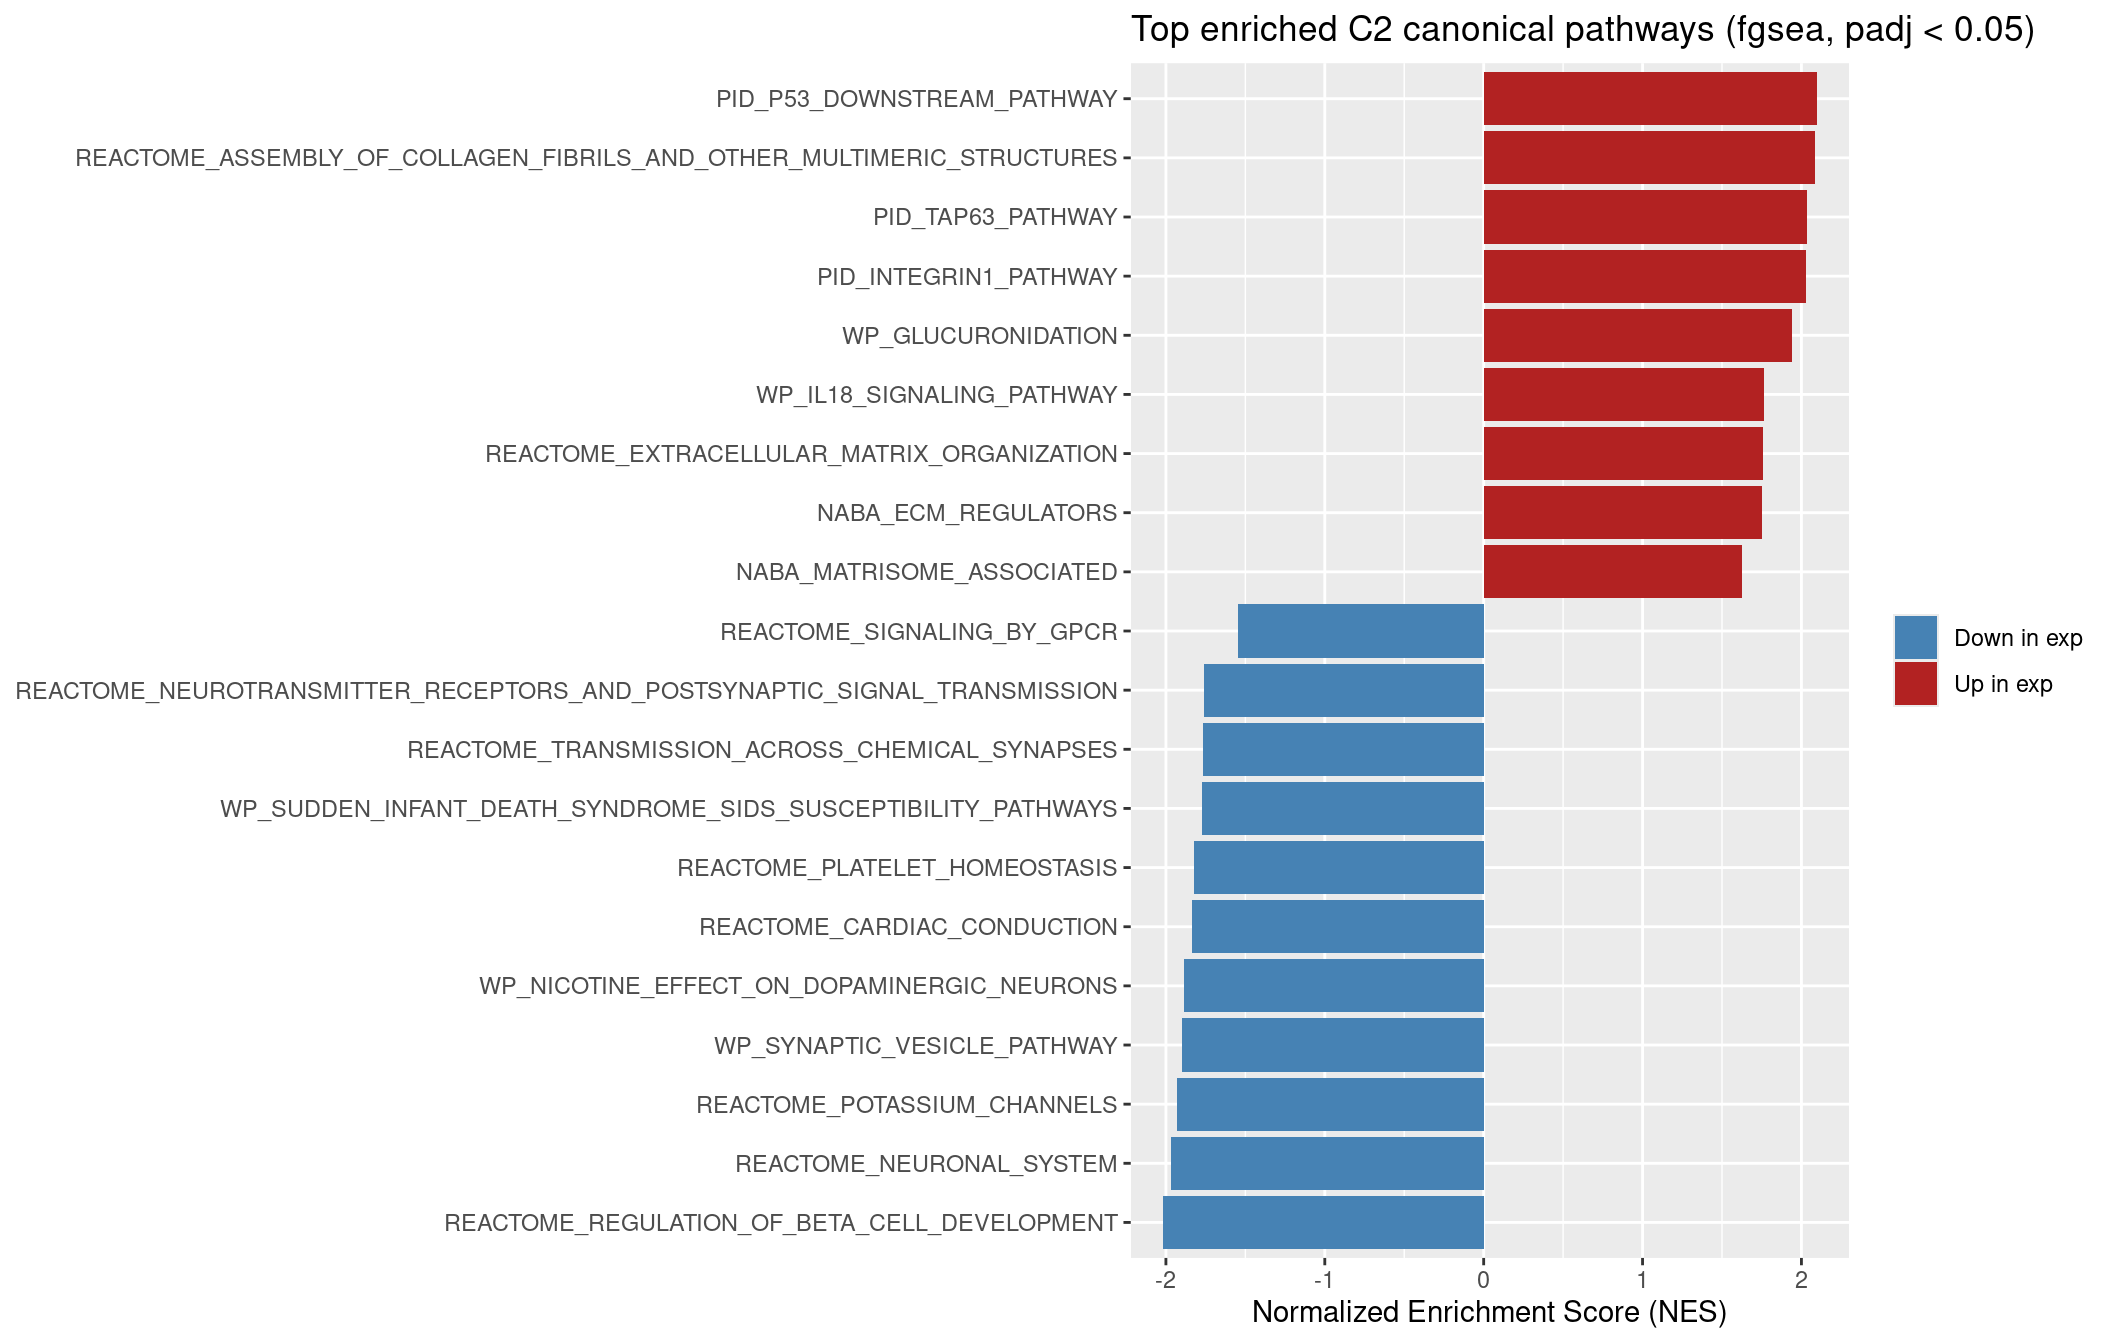 Top enriched C2 canonical pathways (fgsea, padj < 0.05)
PID_P53_DOWNSTREAM_PATHWAY
REACTOME_ASSEMBLY_OF_COLLAGEN_FIBRILS_AND_OTHER_MULTIMERIC_STRUCTURES
PID_TAP63_PATHWAY
PID_INTEGRIN1_PATHWAY
WP_GLUCURONIDATION
WP_IL18_SIGNALING_PATHWAY
REACTOME_EXTRACELLULAR_MATRIX_ORGANIZATION
NABA_ECM_REGULATORS
NABA_MATRISOME_ASSOCIATED
REACTOME_SIGNALING_BY_GPCR
REACTOME_NEUROTRANSMITTER_RECEPTORS_AND_POSTSYNAPTIC_SIGNAL_TRANSMISSION
REACTOME_TRANSMISSION_ACROSS_CHEMICAL_SYNAPSES
WP_SUDDEN_INFANT_DEATH_SYNDROME_SIDS_SUSCEPTIBILITY_PATHWAYS
REACTOME_PLATELET_HOMEOSTASIS
REACTOME_CARDIAC_CONDUCTION
WP_NICOTINE_EFFECT_ON_DOPAMINERGIC_NEURONS
WP_SYNAPTIC_VESICLE_PATHWAY
REACTOME_POTASSIUM_CHANNELS
REACTOME_NEURONAL_SYSTEM
REACTOME_REGULATION_OF_BETA_CELL_DEVELOPMENT
-2 -1 0 1 2
Normalized Enrichment Score (NES)
Down in exp
Up in exp